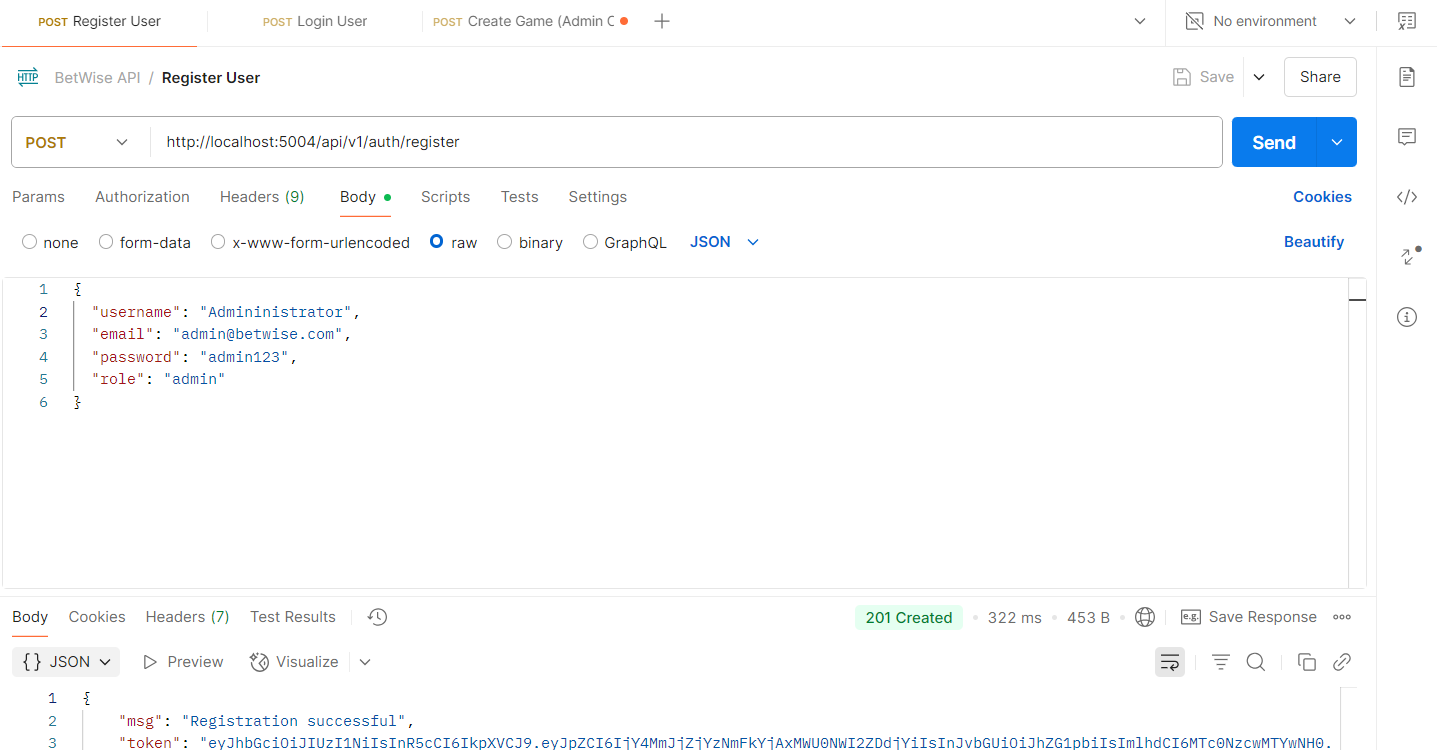 POST Register User
POST Login User
POST Create Game (Admin C
No environment
HTTP BetWise API / Register User
Save
Share
POST
http://localhost:5004/api/v1/auth/register
Send
Params Authorization Headers (9) Body Scripts Tests Settings Cookies
none form-data x-www-form-urlencoded raw binary GraphQL JSON Beautify
1 {
2 "username": "Admininistrator",
3 "email": "admin@betwise.com",
4 "password": "admin123",
5 "role": "admin"
6 }
Body Cookies Headers (7) Test Results 201 Created 322 ms 453 B e.g. Save Response
{} JSON Preview Visualize
1 {
2 "msg": "Registration successful",
3 "token": "eyJhbGciOiJIUzI1NiIsInR5cCI6IkpXVCJ9.eyJpZCI6IjY4MmJjZjYzNmFkYjAxMWU0NWI2ZDdjYiIsInJvbGUiOiJhZG1pbiIsImlhdCI6MTc0NzcwMTYwNH0.